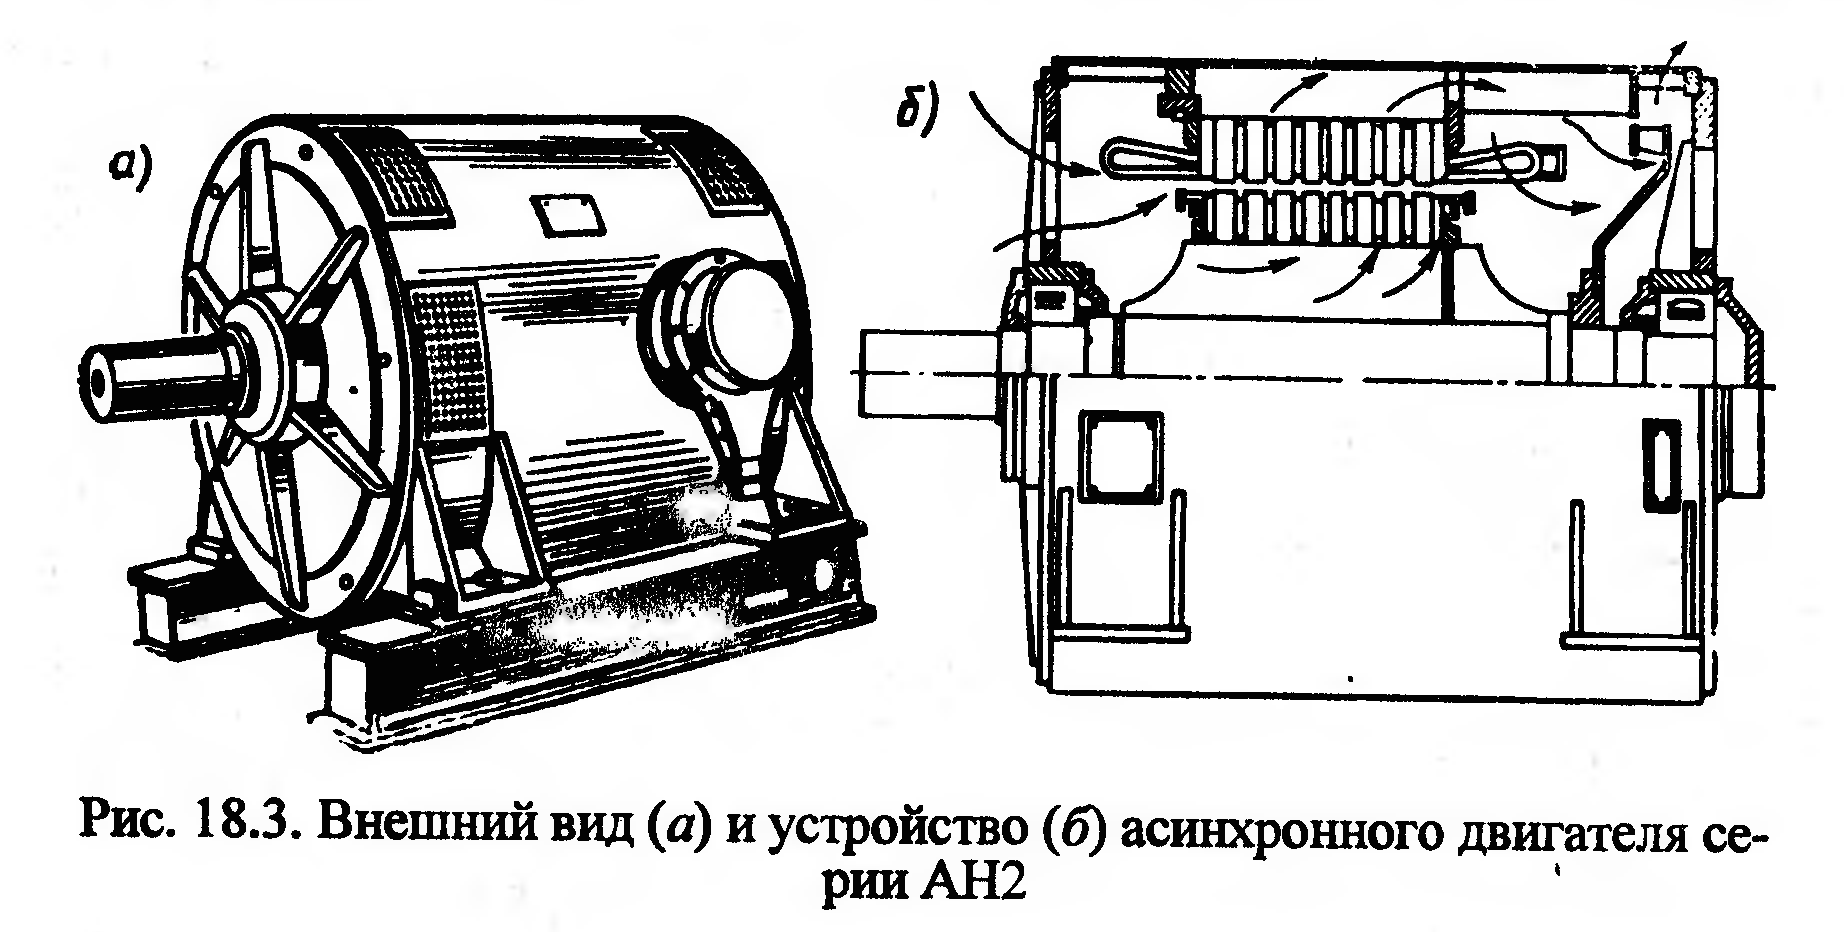 а)
б)
Рис. 18.3. Внешний вид (а) и устройство (б) асинхронного двигателя се-
рии АН2